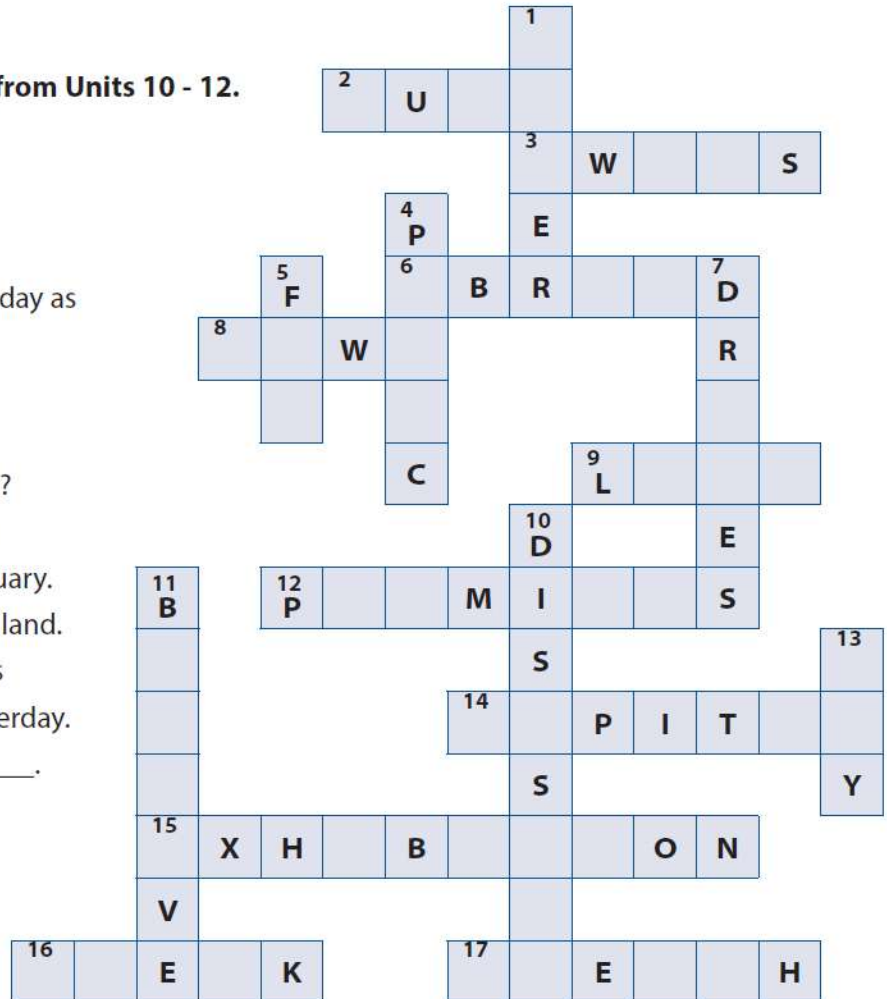 1
from Units 10 - 12.
2 U
3 W S
4 P E
day as
5 F 6 B R 7 D
8 W R
?
C 9 L
10 D E
uary.
11 B 12 P M I S
land.
s
S 13
erday.
14 P I T
___.
S Y
15 X H B O N
V
16 E K 17 E H